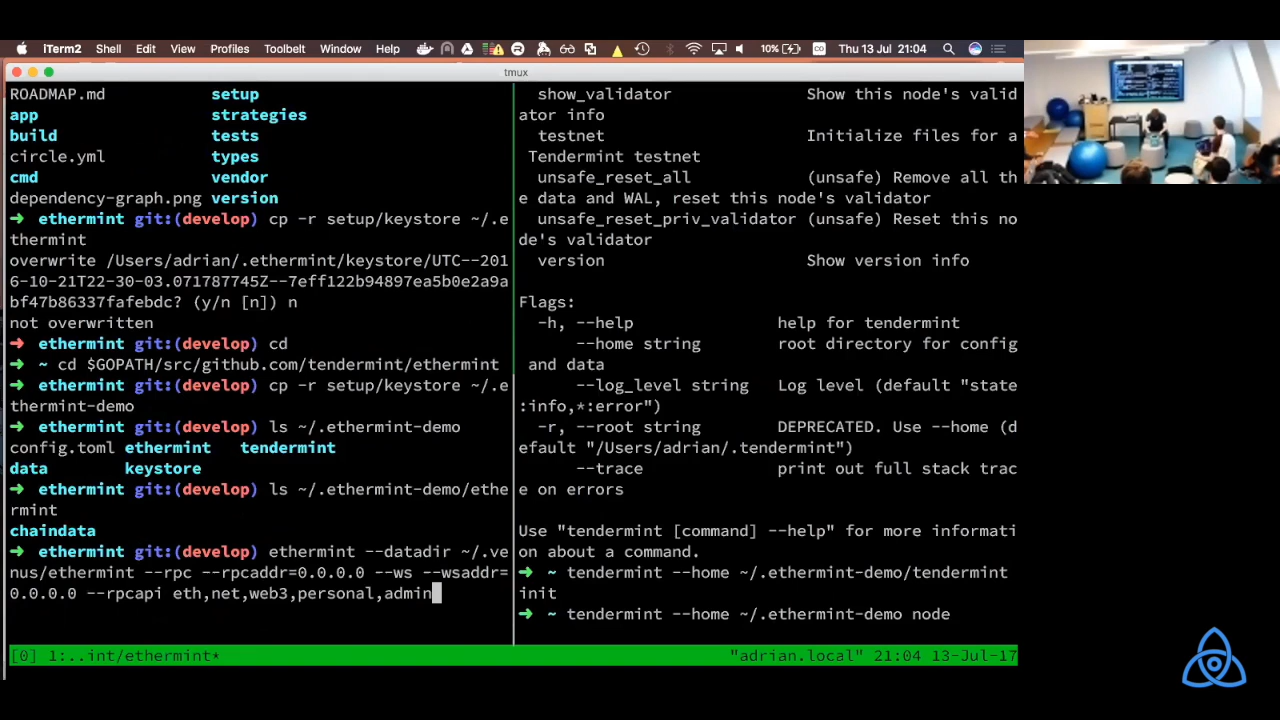 iTerm2 Shell Edit View Profiles Toolbelt Window Help 10% CO Thu 13 Jul 21:04
tmux
ROADMAP.md setup
app strategies
build tests
circle.yml types
cmd vendor
dependency-graph.png version
➜ ethermint git:(develop) cp -r setup/keystore ~/.e
thermint
overwrite /Users/adrian/.ethermint/keystore/UTC--201
6-10-21T22-30-03.071787745Z--7eff122b94897ea5b0e2a9a
bf47b86337fafebdc? (y/n [n]) n
not overwritten
➜ ethermint git:(develop) cd
➜ ~ cd $GOPATH/src/github.com/tendermint/ethermint
➜ ethermint git:(develop) cp -r setup/keystore ~/.e
thermint-demo
➜ ethermint git:(develop) ls ~/.ethermint-demo
config.toml ethermint tendermint
data keystore
➜ ethermint git:(develop) ls ~/.ethermint-demo/ethe
rmint
chaindata
➜ ethermint git:(develop) ethermint --datadir ~/.ve
nus/ethermint --rpc --rpcaddr=0.0.0.0 --ws --wsaddr=
0.0.0.0 --rpcapi eth,net,web3,personal,admin
show_validator Show this node's valid
ator info
testnet Initialize files for a
Tendermint testnet
unsafe_reset_all (unsafe) Remove all th
e data and WAL, reset this node's validator
unsafe_reset_priv_validator (unsafe) Reset this no
de's validator
version Show version info
Flags:
-h, --help help for tendermint
--home string root directory for config
and data
--log_level string Log level (default "state
:info,*:error")
-r, --root string DEPRECATED. Use --home (d
efault "/Users/adrian/.tendermint")
--trace print out full stack trac
e on errors
Use "tendermint [command] --help" for more informati
on about a command.
➜ ~ tendermint --home ~/.ethermint-demo/tendermint
init
➜ ~ tendermint --home ~/.ethermint-demo node
[0] 1:..int/ethermint* "adrian.local" 21:04 13-Jul-17